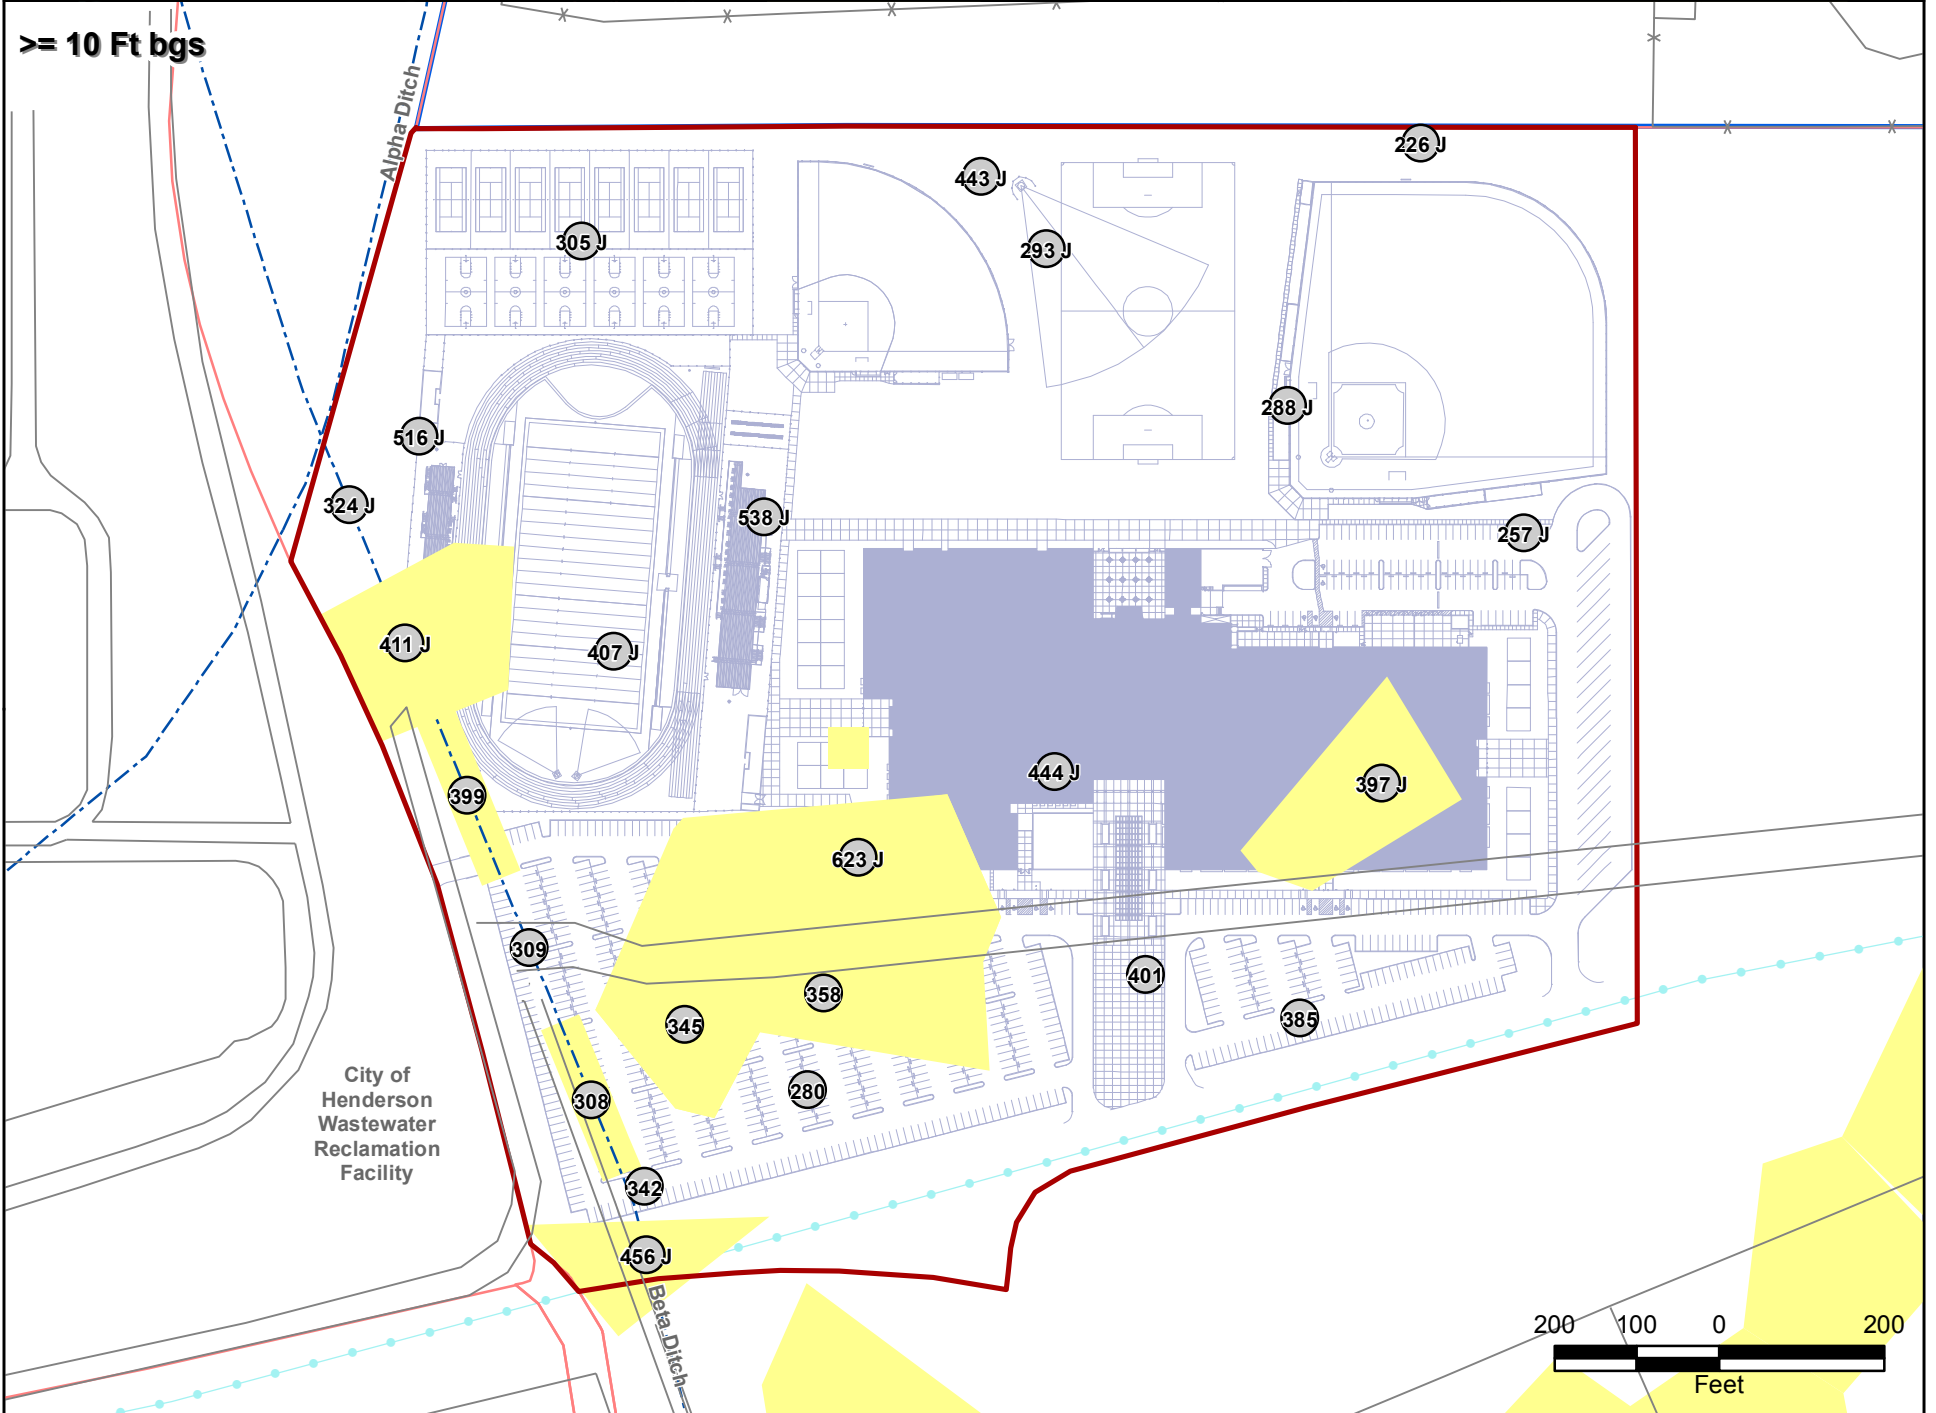 >= 10 Ft bgs
Alpha Ditch
226 J
443 J
305 J
293 J
288 J
516 J
324 J
538 J
257 J
411 J
407 J
444 J
397 J
399
623 J
309
401
358
345
385
280
308
City of
Henderson
Wastewater
Reclamation
Facility
342
456 J
Beta Ditch
200 100 0 200
Feet